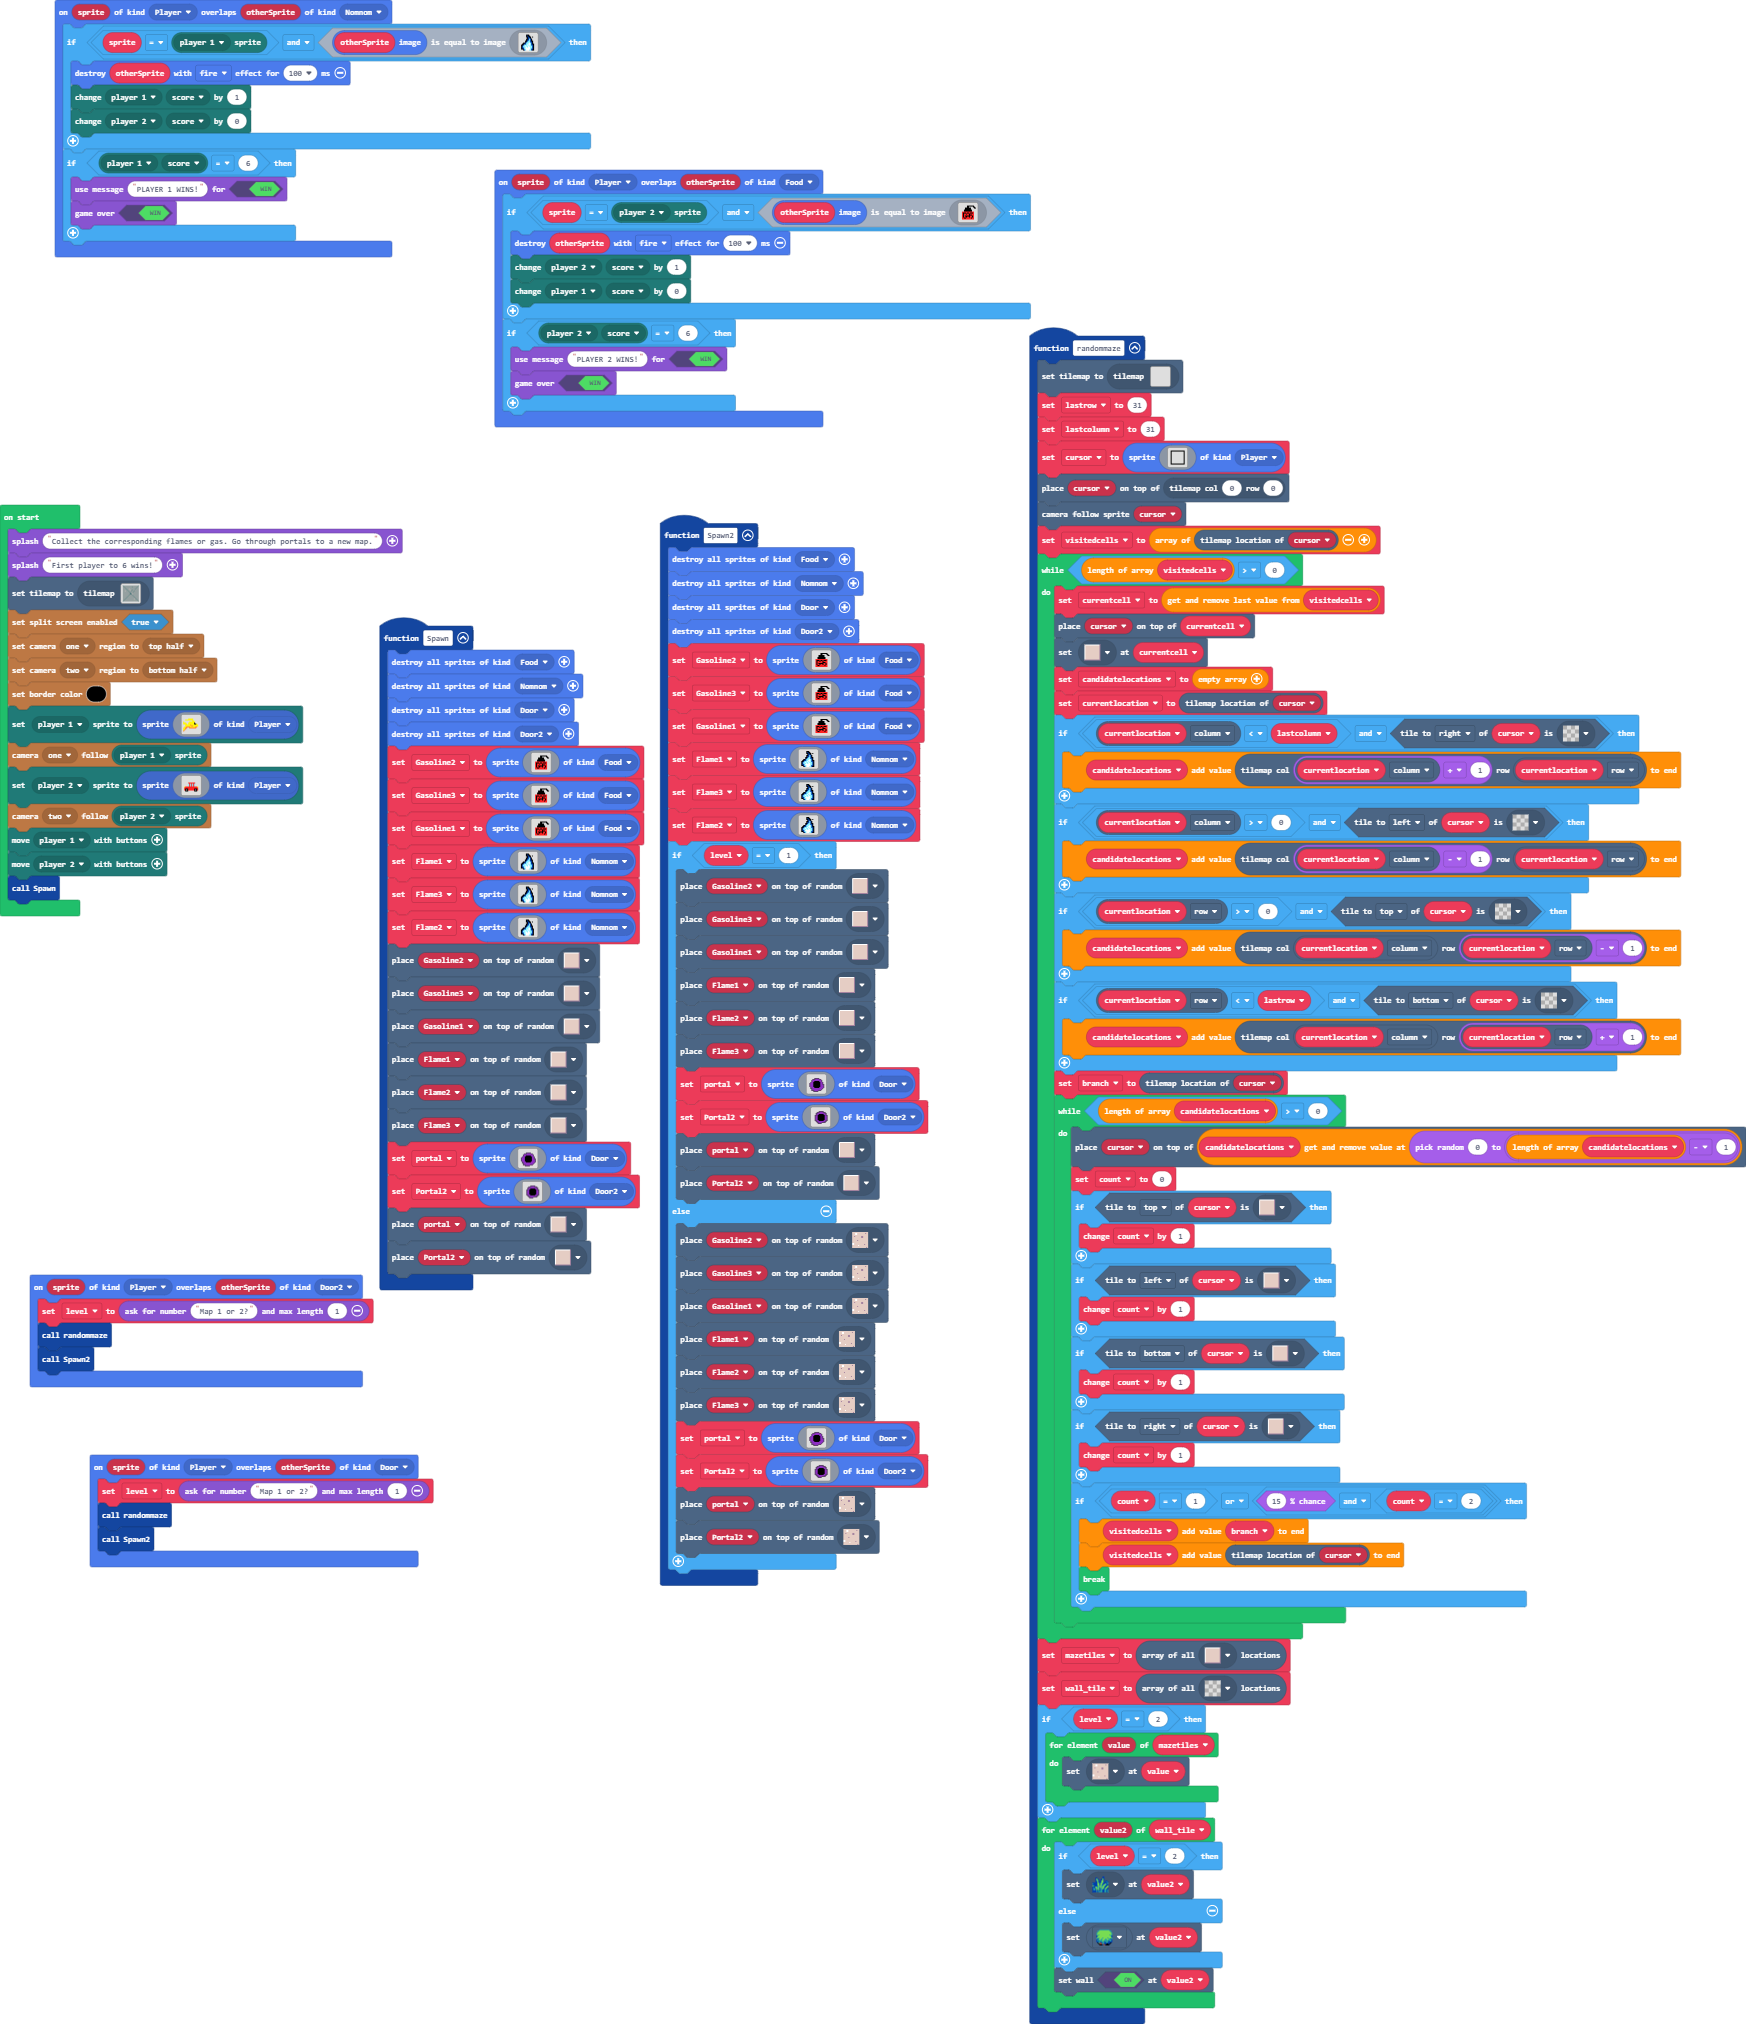 on sprite of kind Player overlaps otherSprite of kind Nomnom
if sprite = player 1 sprite and otherSprite image is equal to image then
destroy otherSprite with fire effect for 100 ms
change player 1 score by 1
change player 2 score by 0
if player 1 score = 6 then
use message "PLAYER 1 WINS!" for WIN
game over WIN
on sprite of kind Player overlaps otherSprite of kind Food
if sprite = player 2 sprite and otherSprite image is equal to image then
destroy otherSprite with fire effect for 100 ms
change player 2 score by 1
change player 1 score by 0
if player 2 score = 6 then
use message "PLAYER 2 WINS!" for WIN
game over WIN
on start
splash "Collect the corresponding flames or gas. Go through portals to a new map."
splash "First player to 6 wins!"
set tilemap to tilemap
set split screen enabled true
set camera one region to top half
set camera two region to bottom half
set border color
set player 1 sprite to sprite of kind Player
camera one follow player 1 sprite
set player 2 sprite to sprite of kind Player
camera two follow player 2 sprite
move player 1 with buttons
move player 2 with buttons
call Spawn
function Spawn
destroy all sprites of kind Food
destroy all sprites of kind Nomnom
destroy all sprites of kind Door
destroy all sprites of kind Door2
set Gasoline2 to sprite of kind Food
set Gasoline3 to sprite of kind Food
set Gasoline1 to sprite of kind Food
set Flame1 to sprite of kind Nomnom
set Flame3 to sprite of kind Nomnom
set Flame2 to sprite of kind Nomnom
place Gasoline2 on top of random
place Gasoline3 on top of random
place Gasoline1 on top of random
place Flame1 on top of random
place Flame2 on top of random
place Flame3 on top of random
set portal to sprite of kind Door
set Portal2 to sprite of kind Door2
place portal on top of random
place Portal2 on top of random
on sprite of kind Player overlaps otherSprite of kind Door2
set level to ask for number "Map 1 or 2?" and max length 1
call randommaze
call Spawn2
on sprite of kind Player overlaps otherSprite of kind Door
set level to ask for number "Map 1 or 2?" and max length 1
call randommaze
call Spawn2
function Spawn2
destroy all sprites of kind Food
destroy all sprites of kind Nomnom
destroy all sprites of kind Door
destroy all sprites of kind Door2
set Gasoline2 to sprite of kind Food
set Gasoline3 to sprite of kind Food
set Gasoline1 to sprite of kind Food
set Flame1 to sprite of kind Nomnom
set Flame3 to sprite of kind Nomnom
set Flame2 to sprite of kind Nomnom
if level = 1 then
place Gasoline2 on top of random
place Gasoline3 on top of random
place Gasoline1 on top of random
place Flame1 on top of random
place Flame2 on top of random
place Flame3 on top of random
set portal to sprite of kind Door
set Portal2 to sprite of kind Door2
place portal on top of random
place Portal2 on top of random
else
place Gasoline2 on top of random
place Gasoline3 on top of random
place Gasoline1 on top of random
place Flame1 on top of random
place Flame2 on top of random
place Flame3 on top of random
set portal to sprite of kind Door
set Portal2 to sprite of kind Door2
place portal on top of random
place Portal2 on top of random
function randommaze
set tilemap to tilemap
set lastrow to 31
set lastcolumn to 31
set cursor to sprite of kind Player
place cursor on top of tilemap col 0 row 0
camera follow sprite cursor
set visitedcells to array of tilemap location of cursor
while length of array visitedcells > 0
do set currentcell to get and remove last value from visitedcells
place cursor on top of currentcell
set at currentcell
set candidatelocations to empty array
set currentlocation to tilemap location of cursor
if currentlocation column < lastcolumn and tile to right of cursor is then
candidatelocations add value tilemap col currentlocation column + 1 row currentlocation row to end
if currentlocation column > 0 and tile to left of cursor is then
candidatelocations add value tilemap col currentlocation column - 1 row currentlocation row to end
if currentlocation row > 0 and tile to top of cursor is then
candidatelocations add value tilemap col currentlocation column row currentlocation row - 1 to end
if currentlocation row < lastrow and tile to bottom of cursor is then
candidatelocations add value tilemap col currentlocation column row currentlocation row + 1 to end
set branch to tilemap location of cursor
while length of array candidatelocations > 0
do place cursor on top of candidatelocations get and remove value at pick random 0 to length of array candidatelocations - 1
set count to 0
if tile to top of cursor is then
change count by 1
if tile to left of cursor is then
change count by 1
if tile to bottom of cursor is then
change count by 1
if tile to right of cursor is then
change count by 1
if count = 1 or 15 % chance and count = 2 then
visitedcells add value branch to end
visitedcells add value tilemap location of cursor to end
break
set mazetiles to array of all locations
set wall_tile to array of all locations
if level = 2 then
for element value of mazetiles
do set at value
for element value2 of wall_tile
do if level = 2 then
set at value2
else
set at value2
set wall ON at value2